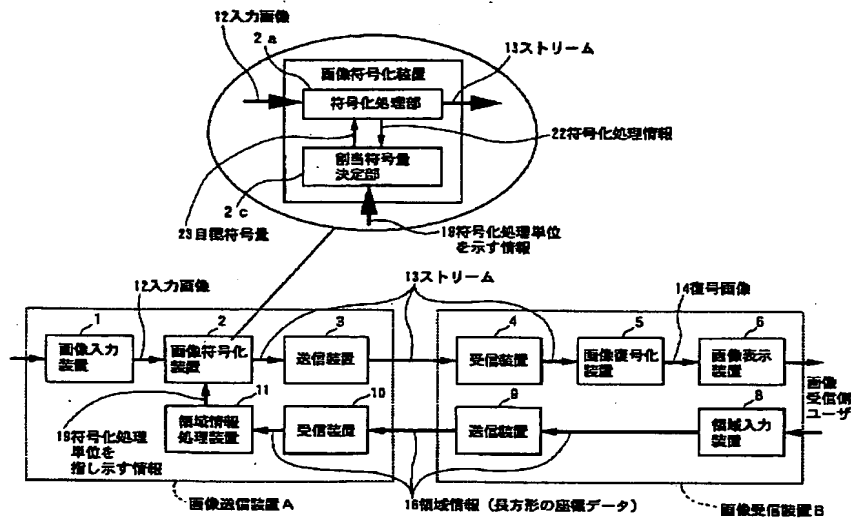 12入力画像
2a
13ストリーム
画像符号化装置
符号化処理部
22符号化処理情報
割当符号量
決定部
2c
23目標符号量
19符号化処理単位
を示す情報
12入力画像
13ストリーム
14復号画像
1
画像入力
装置
2
画像符号化
装置
3
送信装置
4
受信装置
5
画像復号化
装置
6
画像表示
装置
画像
受信側
ユーザ
19符号化処理
単位を
指し示す情報
11
領域情報
処理装置
10
受信装置
9
送信装置
8
領域入力
装置
画像送信装置A
16領域情報(長方形の座標データ)
画像受信装置B